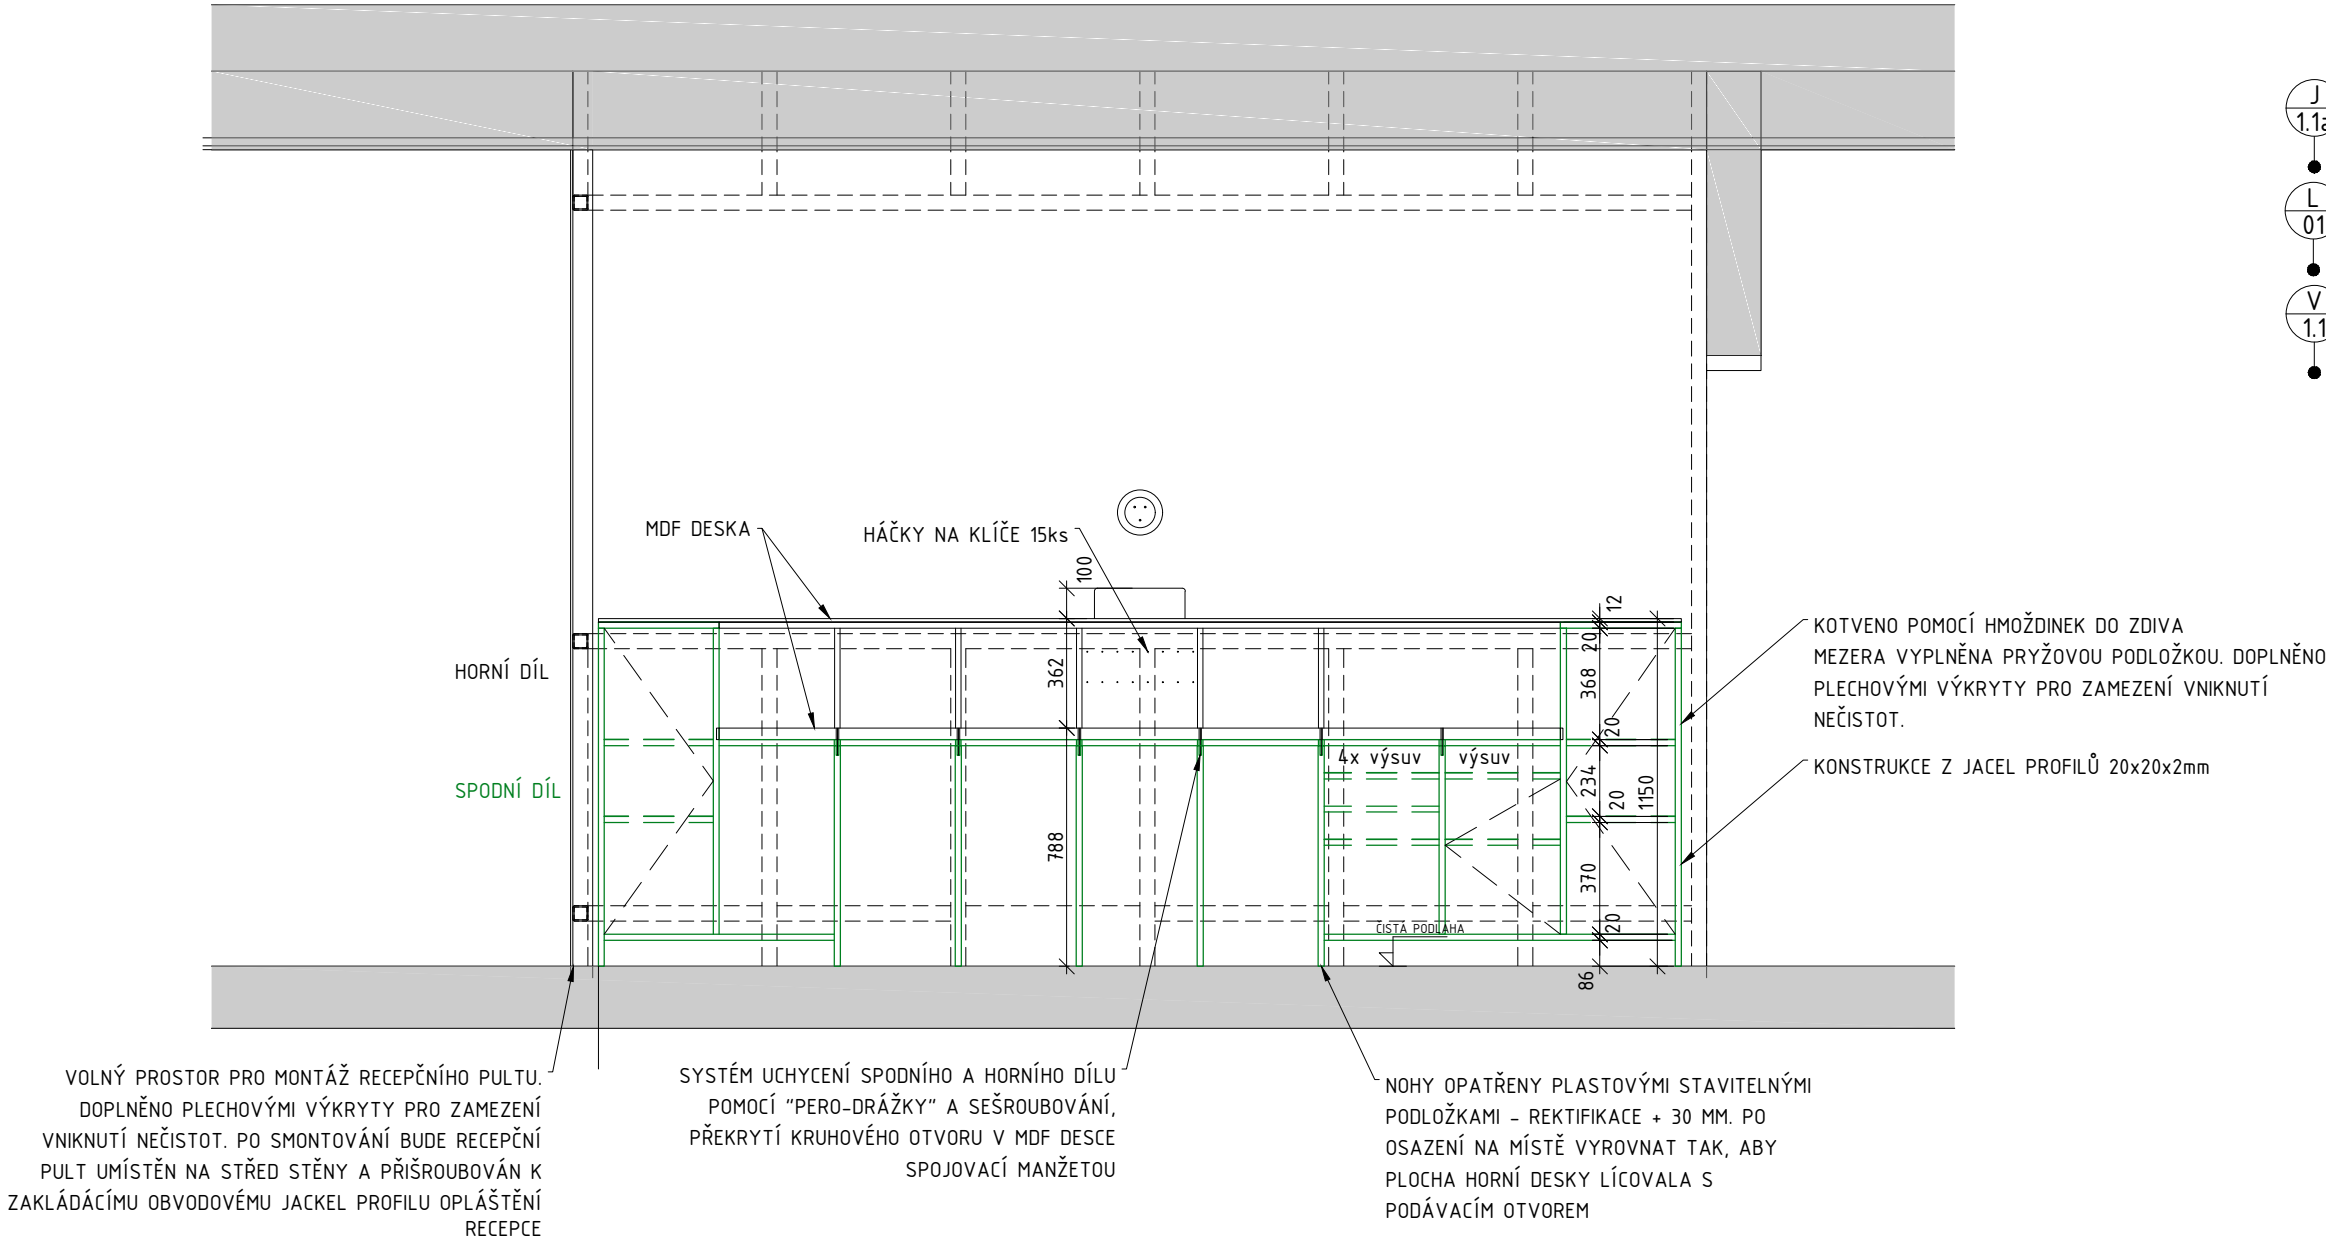 J
1.1a
L
01
V
1.1
MDF DESKA
HÁČKY NA KLÍČE 15ks
100
12
20
362
368
20
HORNÍ DÍL
SPODNÍ DÍL
4x výsuv
výsuv
234
20
1150
788
370
20
86
ČISTÁ PODLAHA
KOTVENO POMOCÍ HMOŽDINEK DO ZDIVA
MEZERA VYPLNĚNA PRYŽOVOU PODLOŽKOU. DOPLNĚNO
PLECHOVÝMI VÝKRYTY PRO ZAMEZENÍ VNIKNUTÍ
NEČISTOT.
KONSTRUKCE Z JACEL PROFILŮ 20x20x2mm
VOLNÝ PROSTOR PRO MONTÁŽ RECEPČNÍHO PULTU.
DOPLNĚNO PLECHOVÝMI VÝKRYTY PRO ZAMEZENÍ
VNIKNUTÍ NEČISTOT. PO SMONTOVÁNÍ BUDE RECEPČNÍ
PULT UMÍSTĚN NA STŘED STĚNY A PŘIŠROUBOVÁN K
ZAKLÁDÁCÍMU OBVODOVÉMU JACKEL PROFILU OPLÁŠTĚNÍ
RECEPCE
SYSTÉM UCHYCENÍ SPODNÍHO A HORNÍHO DÍLU
POMOCÍ "PERO-DRÁŽKY" A SEŠROUBOVÁNÍ,
PŘEKRYTÍ KRUHOVÉHO OTVORU V MDF DESCE
SPOJOVACÍ MANŽETOU
NOHY OPATŘENY PLASTOVÝMI STAVITELNÝMI
PODLOŽKAMI - REKTIFIKACE + 30 MM. PO
OSAZENÍ NA MÍSTĚ VYROVNAT TAK, ABY
PLOCHA HORNÍ DESKY LÍCOVALA S
PODÁVACÍM OTVOREM